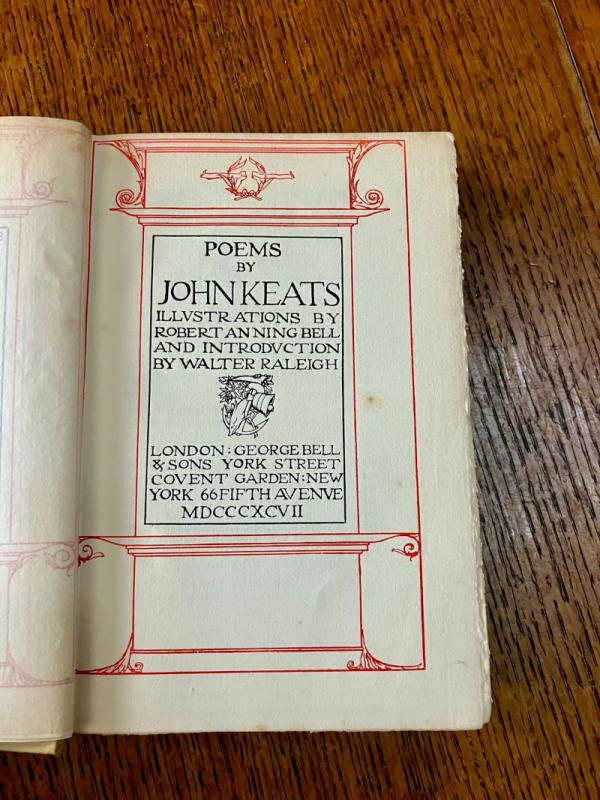 POEMS
BY
JOHN KEATS
ILLVSTRATIONS BY
ROBERT ANNING BELL
AND INTRODVCTION
BY WALTER RALEIGH
LONDON: GEORGE BELL
& SONS YORK STREET
COVENT GARDEN: NEW
YORK 66 FIFTH AVENVE
MDCCCXCVII